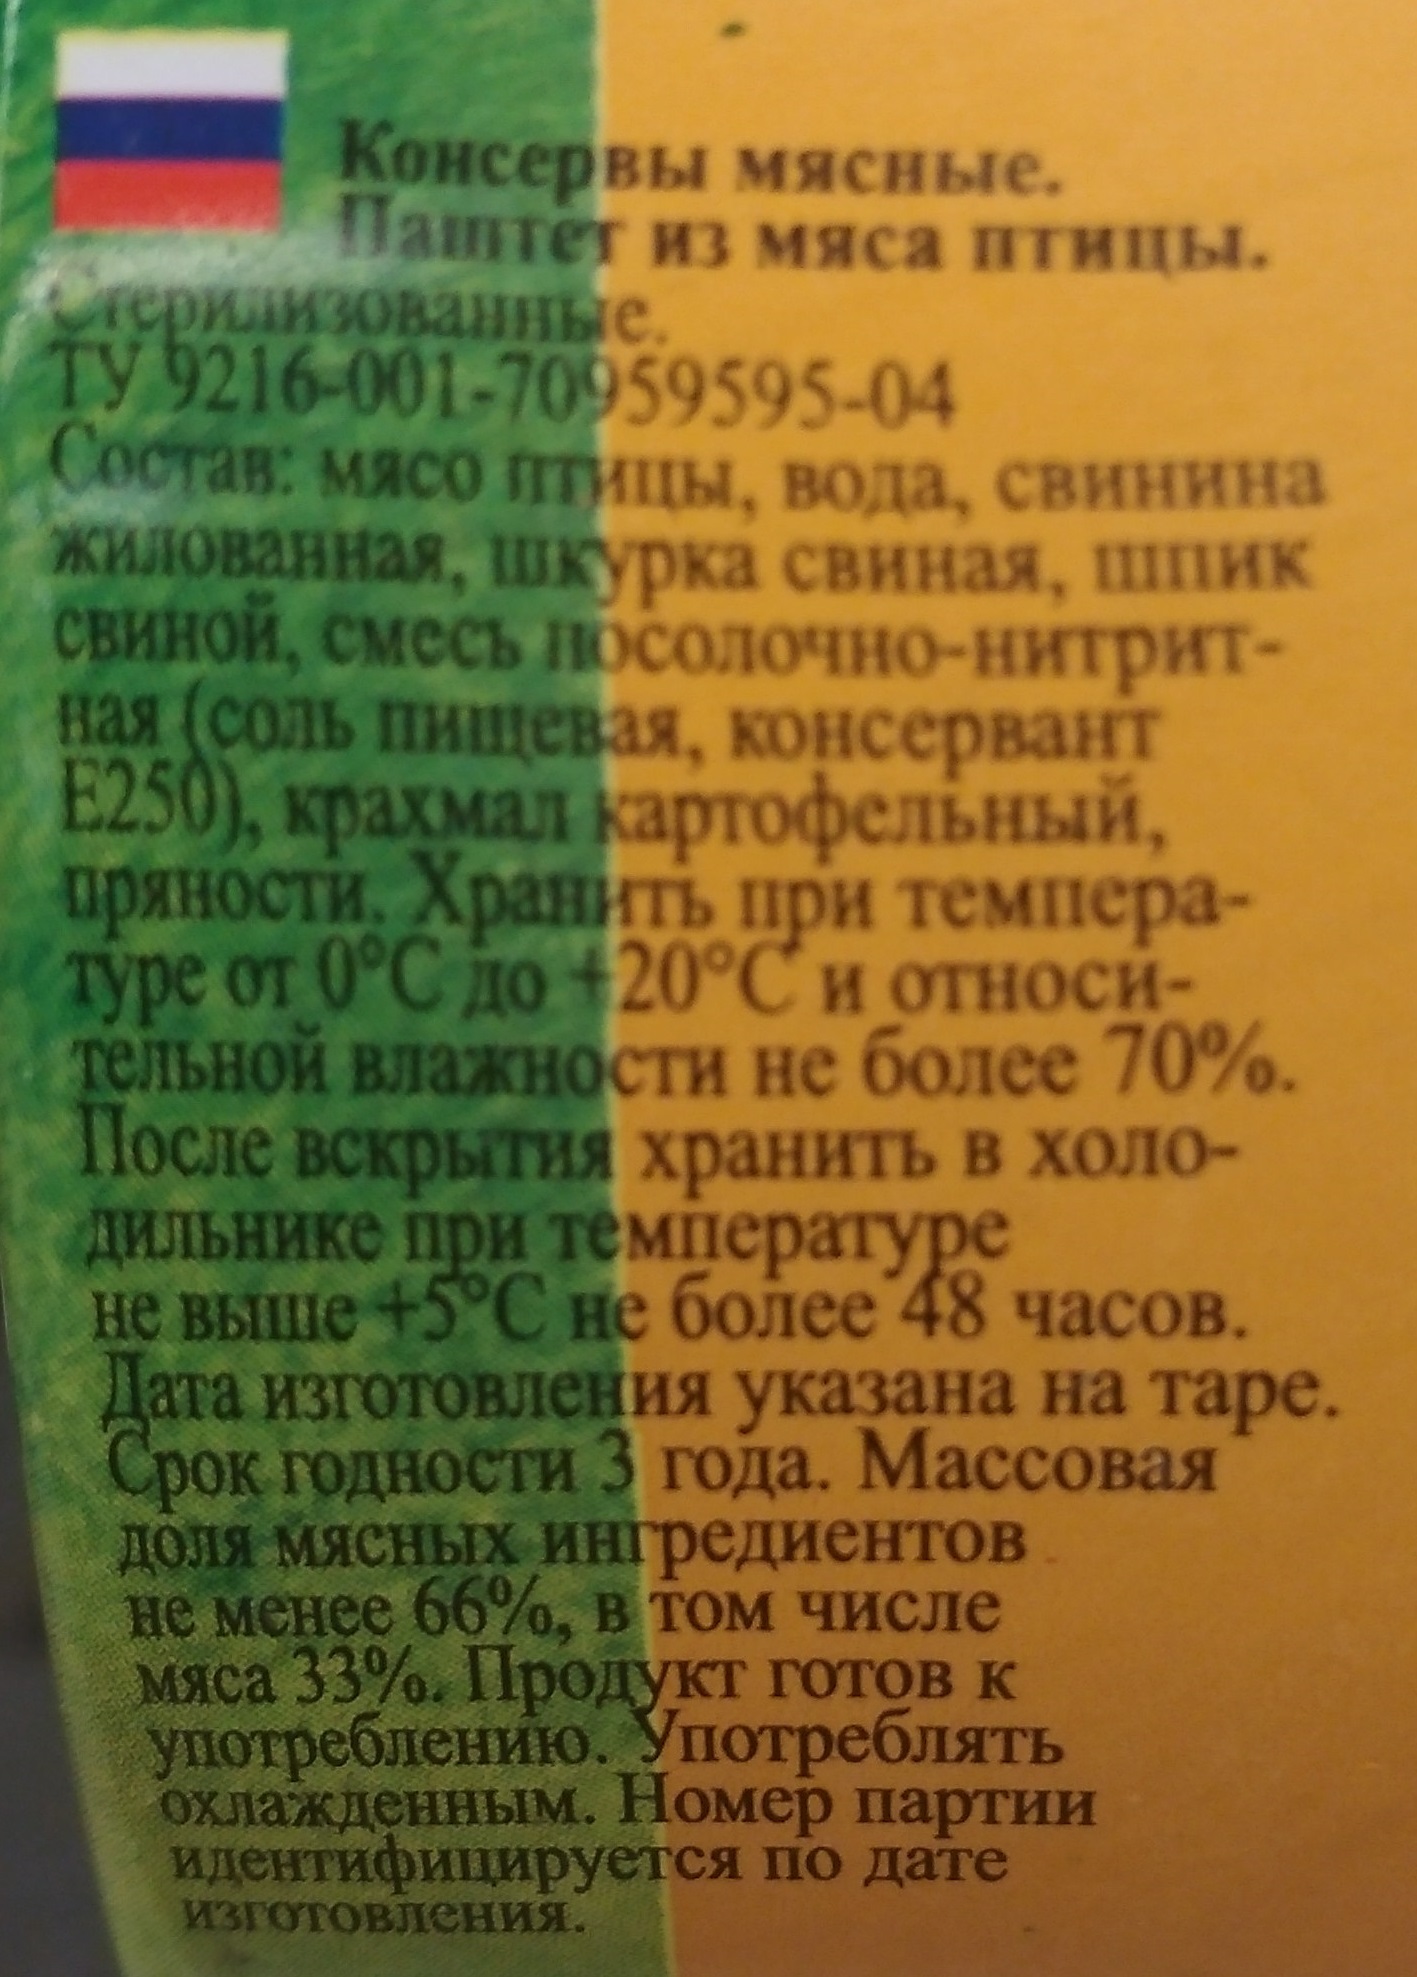 Консервы мясные.
Паштет из мяса птицы.
Стерилизованные.
ТУ 9216-001-70959595-04
Состав: мясо птицы, вода, свинина
жилованная, шкурка свиная, шпик
свиной, смесь посолочно-нитрит-
ная (соль пищевая, консервант
Е250), крахмал картофельный,
пряности. Хранить при темпера-
туре от 0°С до +20°С и относи-
тельной влажности не более 70%.
После вскрытия хранить в холо-
дильнике при температуре
не выше +5°С не более 48 часов.
Дата изготовления указана на таре.
Срок годности 3 года. Массовая
доля мясных ингредиентов
не менее 66%, в том числе
мяса 33%. Продукт готов к
употреблению. Употреблять
охлажденным. Номер партии
идентифицируется по дате
изготовления.